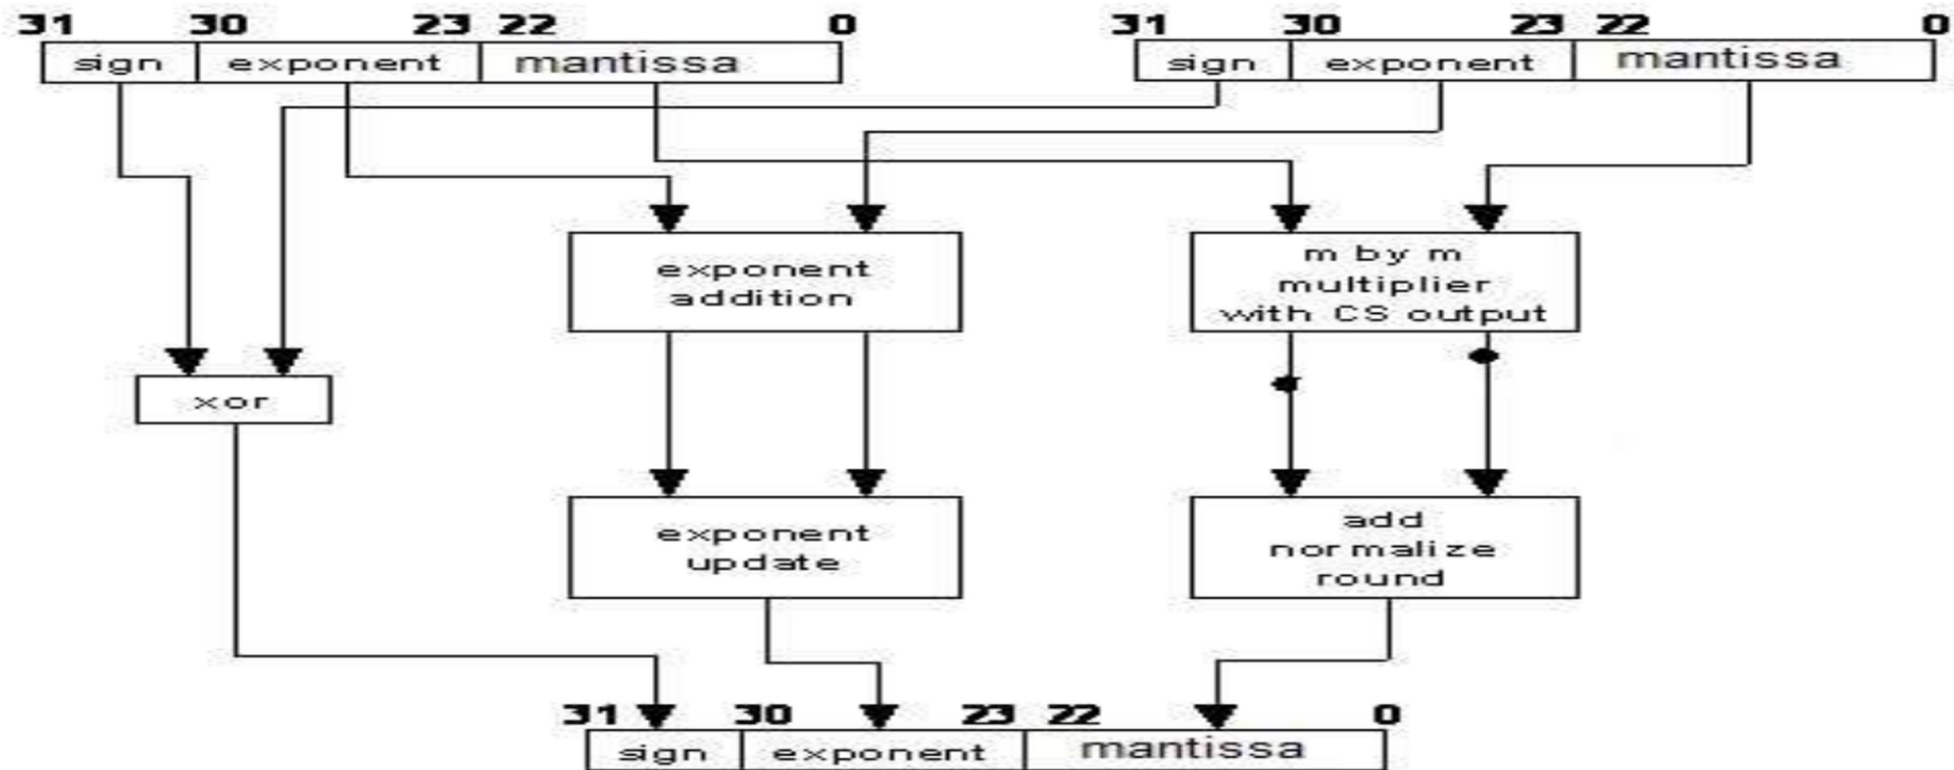 31 30 23 22 0 31 30 23 22 0
sign exponent mantissa sign exponent mantissa
exponent
addition
m by m
multiplier
with CS output
xor
exponent
update
add
normalize
round
31 30 23 22 0
sign exponent mantissa